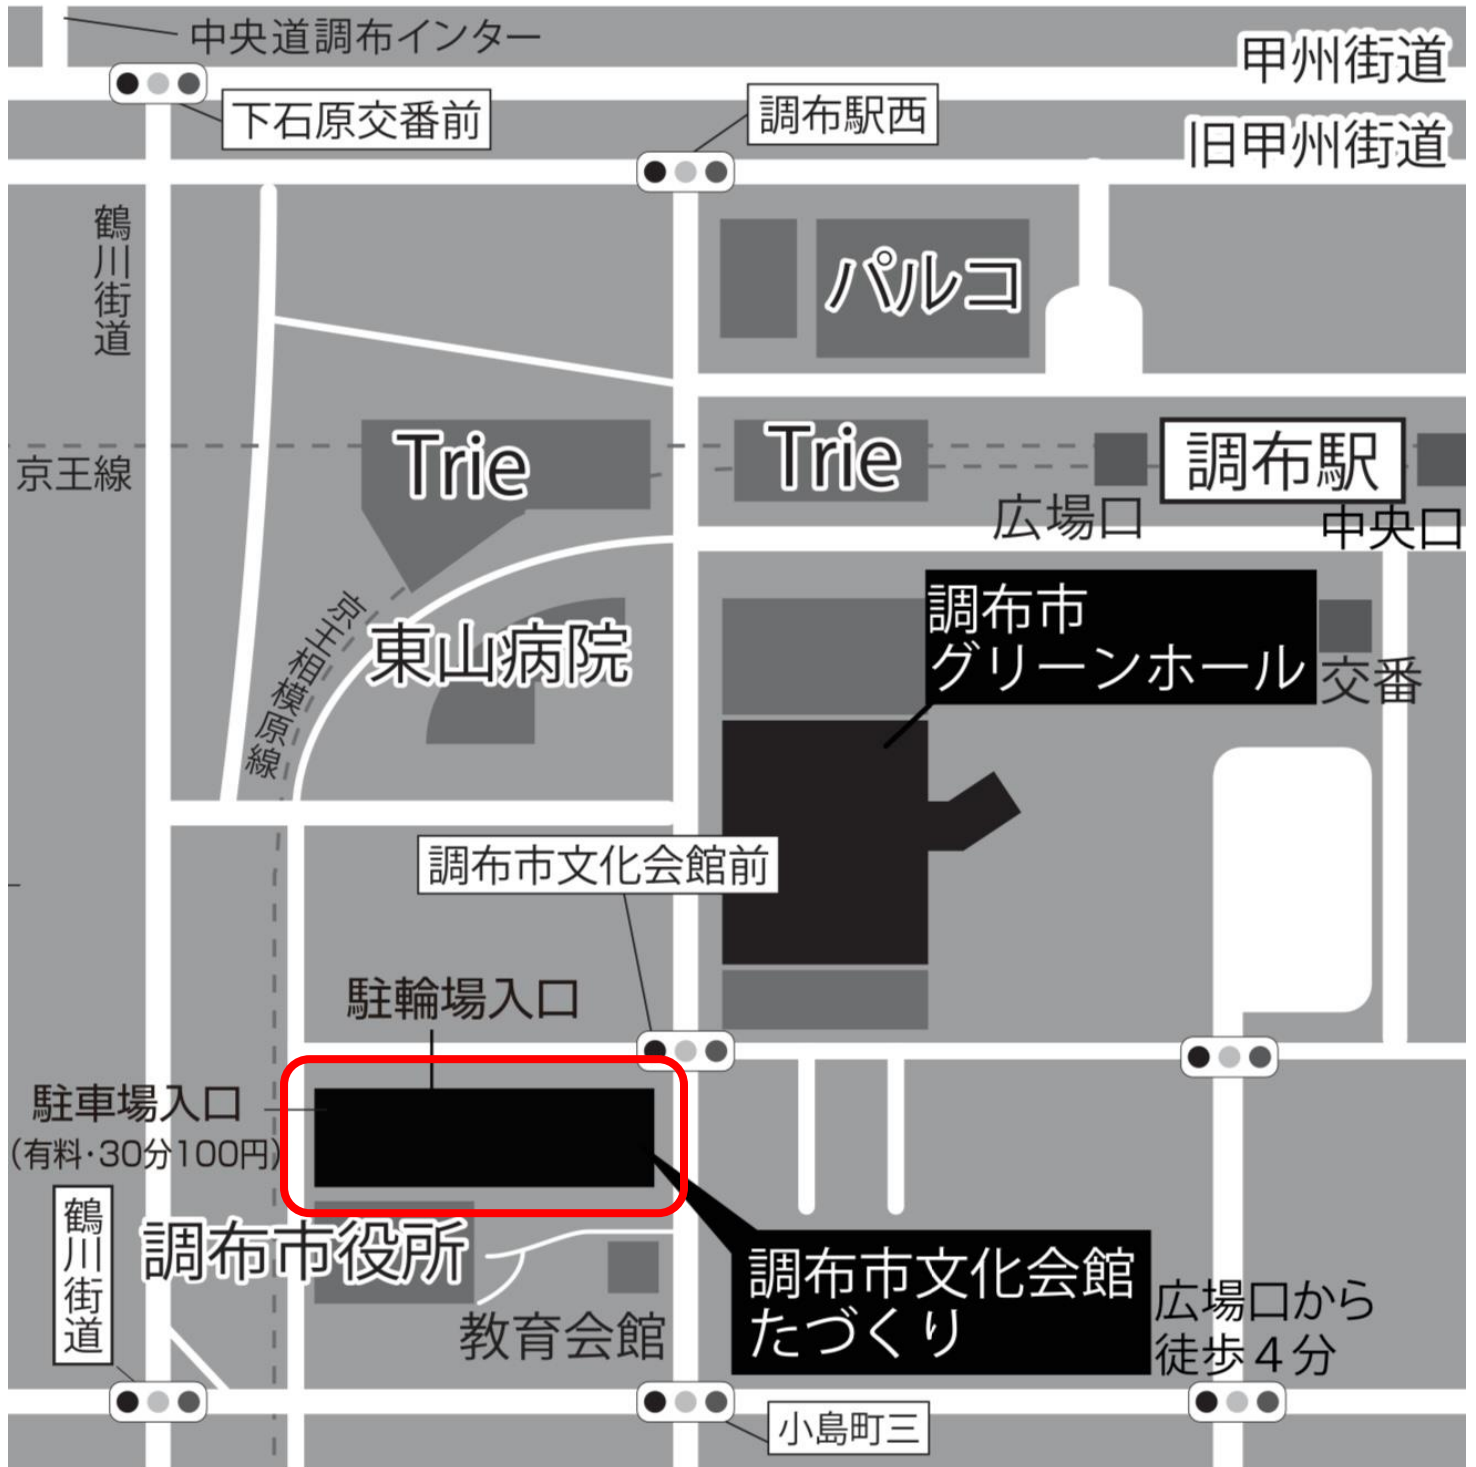 中央道調布インター
甲州街道
下石原交番前
調布駅西
旧甲州街道
鶴川街道
パルコ
京王線
Trie
Trie
調布駅
広場口
中央口
調布市
グリーンホール
交番
東山病院
京王相模原線
調布市文化会館前
駐輪場入口
駐車場入口
(有料・30分100円)
鶴川街道
調布市役所
教育会館
調布市文化会館
たづくり
広場口から
徒歩4分
小島町三